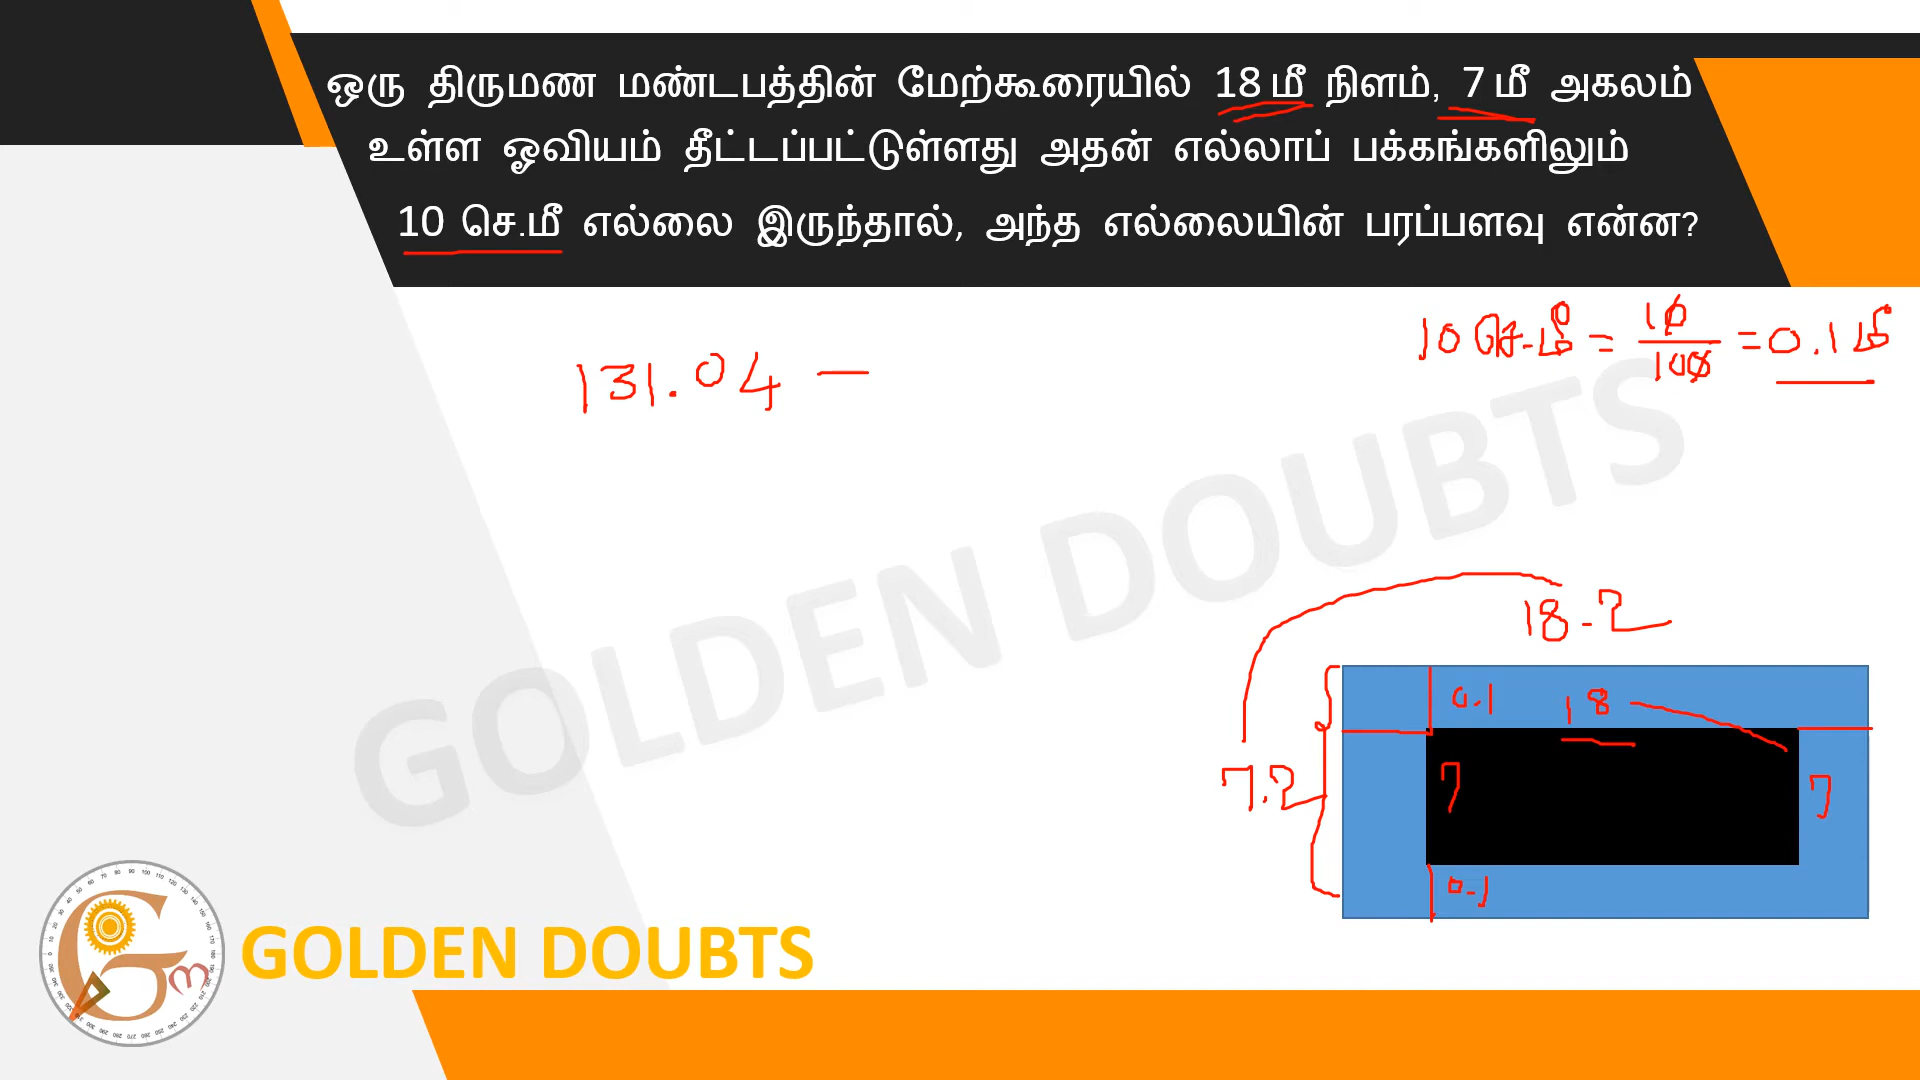 ஒரு திருமண மண்டபத்தின் மேற்கூரையில் 18 மீ நிளம், 7 மீ அகலம்
உள்ள ஓவியம் தீட்டப்பட்டுள்ளது அதன் எல்லாப் பக்கங்களிலும்
10 செ.மீ எல்லை இருந்தால், அந்த எல்லையின் பரப்பளவு என்ன?
10 செ.மீ = 10/100 = 0.1 மீ
131.04 —
GOLDEN DOUBTS
18.2
0.1 18
7.2 7 7
0.1
GOLDEN DOUBTS